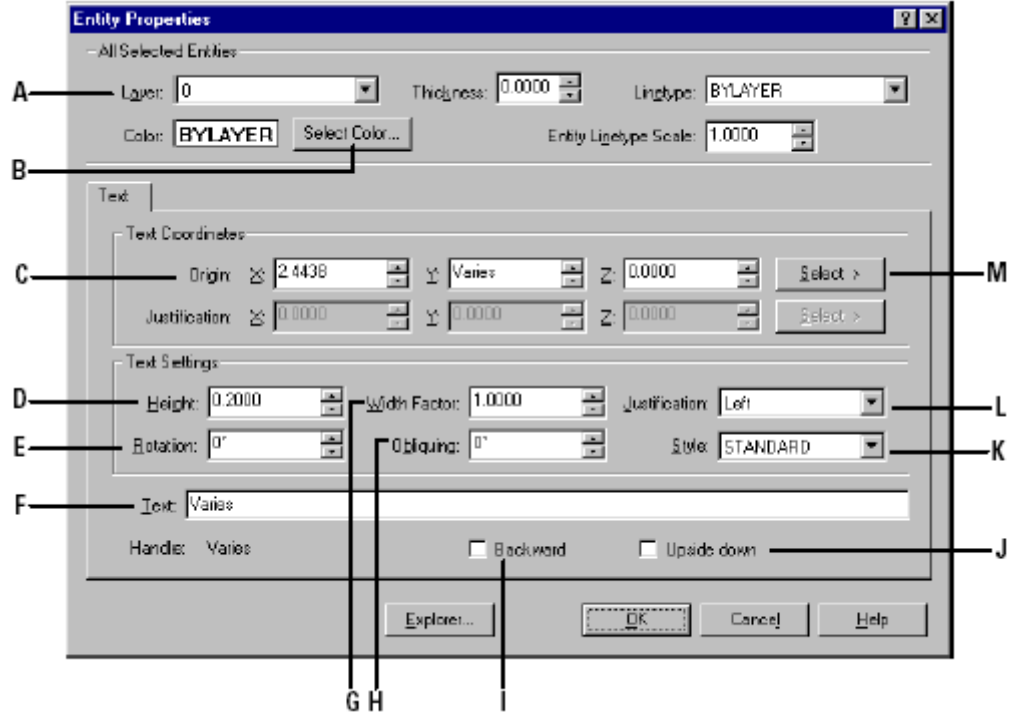 Entity Properties
All Selected Entities
A Layer: 0 Thickness: 0.0000 Linetype: BYLAYER
Color: BYLAYER Select Color... Entity Linetype Scale: 1.0000
B
Text
Text Coordinates
C Origin: X: 2.4438 Y: Varies Z: 0.0000 Select > M
Justification: X: 0.0000 Y: 0.0000 Z: 0.0000 Select >
Text Settings
D Height: 0.2000 Width Factor: 1.0000 Justification: Left L
E Rotation: 0° Obliquing: 0° Style: STANDARD K
F Text: Varies
Handle: Varies Backward Upside down J
Explorer... OK Cancel Help
G H I